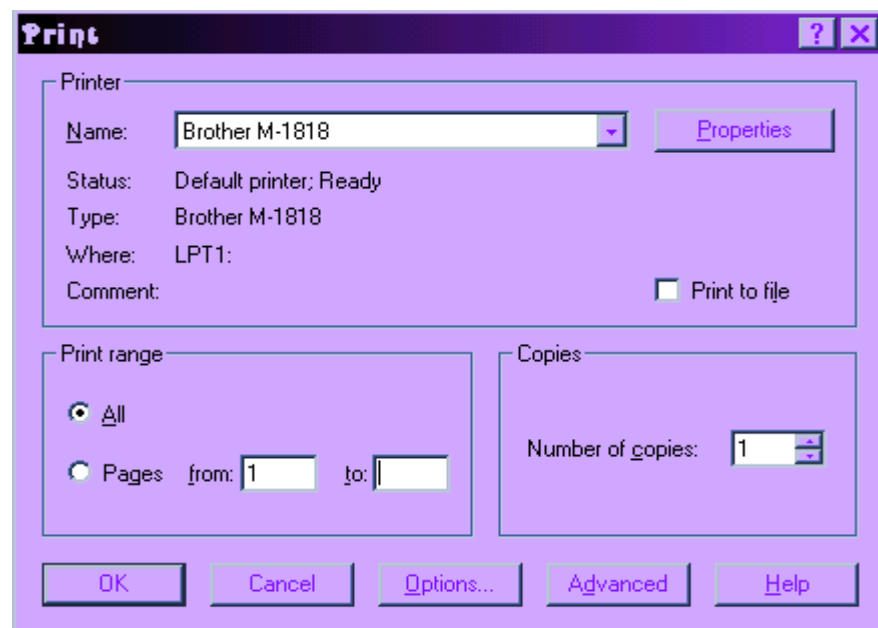 Print
Printer
Name: Brother M-1818 Properties
Status: Default printer; Ready
Type: Brother M-1818
Where: LPT1:
Comment: Print to file
Print range
All
Pages from: 1 to:
Copies
Number of copies: 1
OK Cancel Options... Advanced Help